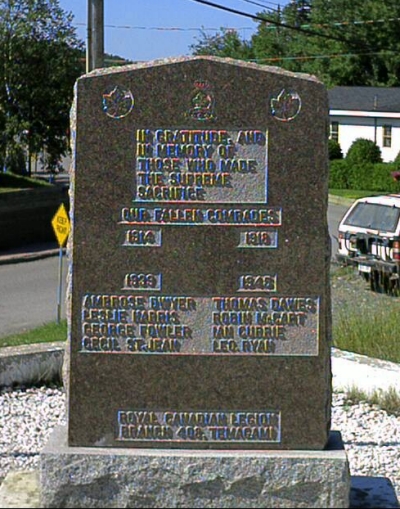 IN GRATITUDE, AND
IN MEMORY OF
THOSE WHO MADE
THE SUPREME
SACRIFICE
OUR FALLEN COMRADES
1914 1918
1939 1945
AMBROSE DWYER THOMAS DAWES
LESLIE HARRIS ROBIN
GEORGE FOWLER IAN CURRIE
CECIL ST. JEAN LEO RYAN
ROYAL CANADIAN LEGION
BRANCH 408, TEMAGAMI